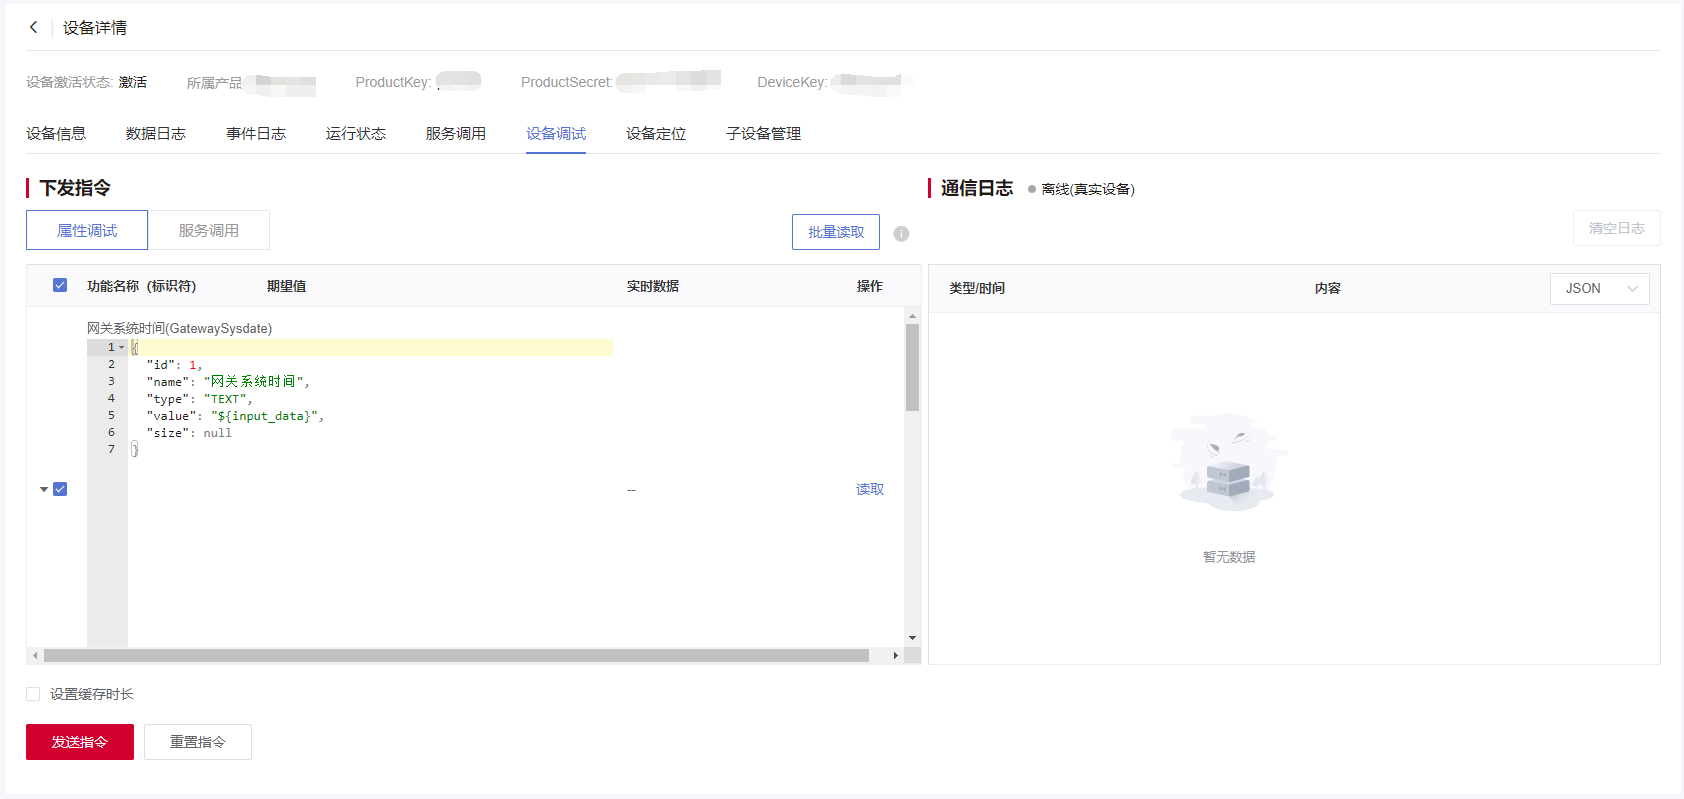 设备详情
设备激活状态: 激活 所属产品 ProductKey: ProductSecret: DeviceKey:
设备信息 数据日志 事件日志 运行状态 服务调用 设备调试 设备定位 子设备管理
下发指令
属性调试 服务调用 批量读取
功能名称 (标识符) 期望值 实时数据 操作
网关系统时间(GatewaySysdate)
1 {
2 "id": 1,
3 "name": "网关系统时间",
4 "type": "TEXT",
5 "value": "${input_data}",
6 "size": null
7 }
-- 读取
设置缓存时长
发送指令 重置指令
通信日志 离线(真实设备)
清空日志
类型/时间 内容 JSON
暂无数据